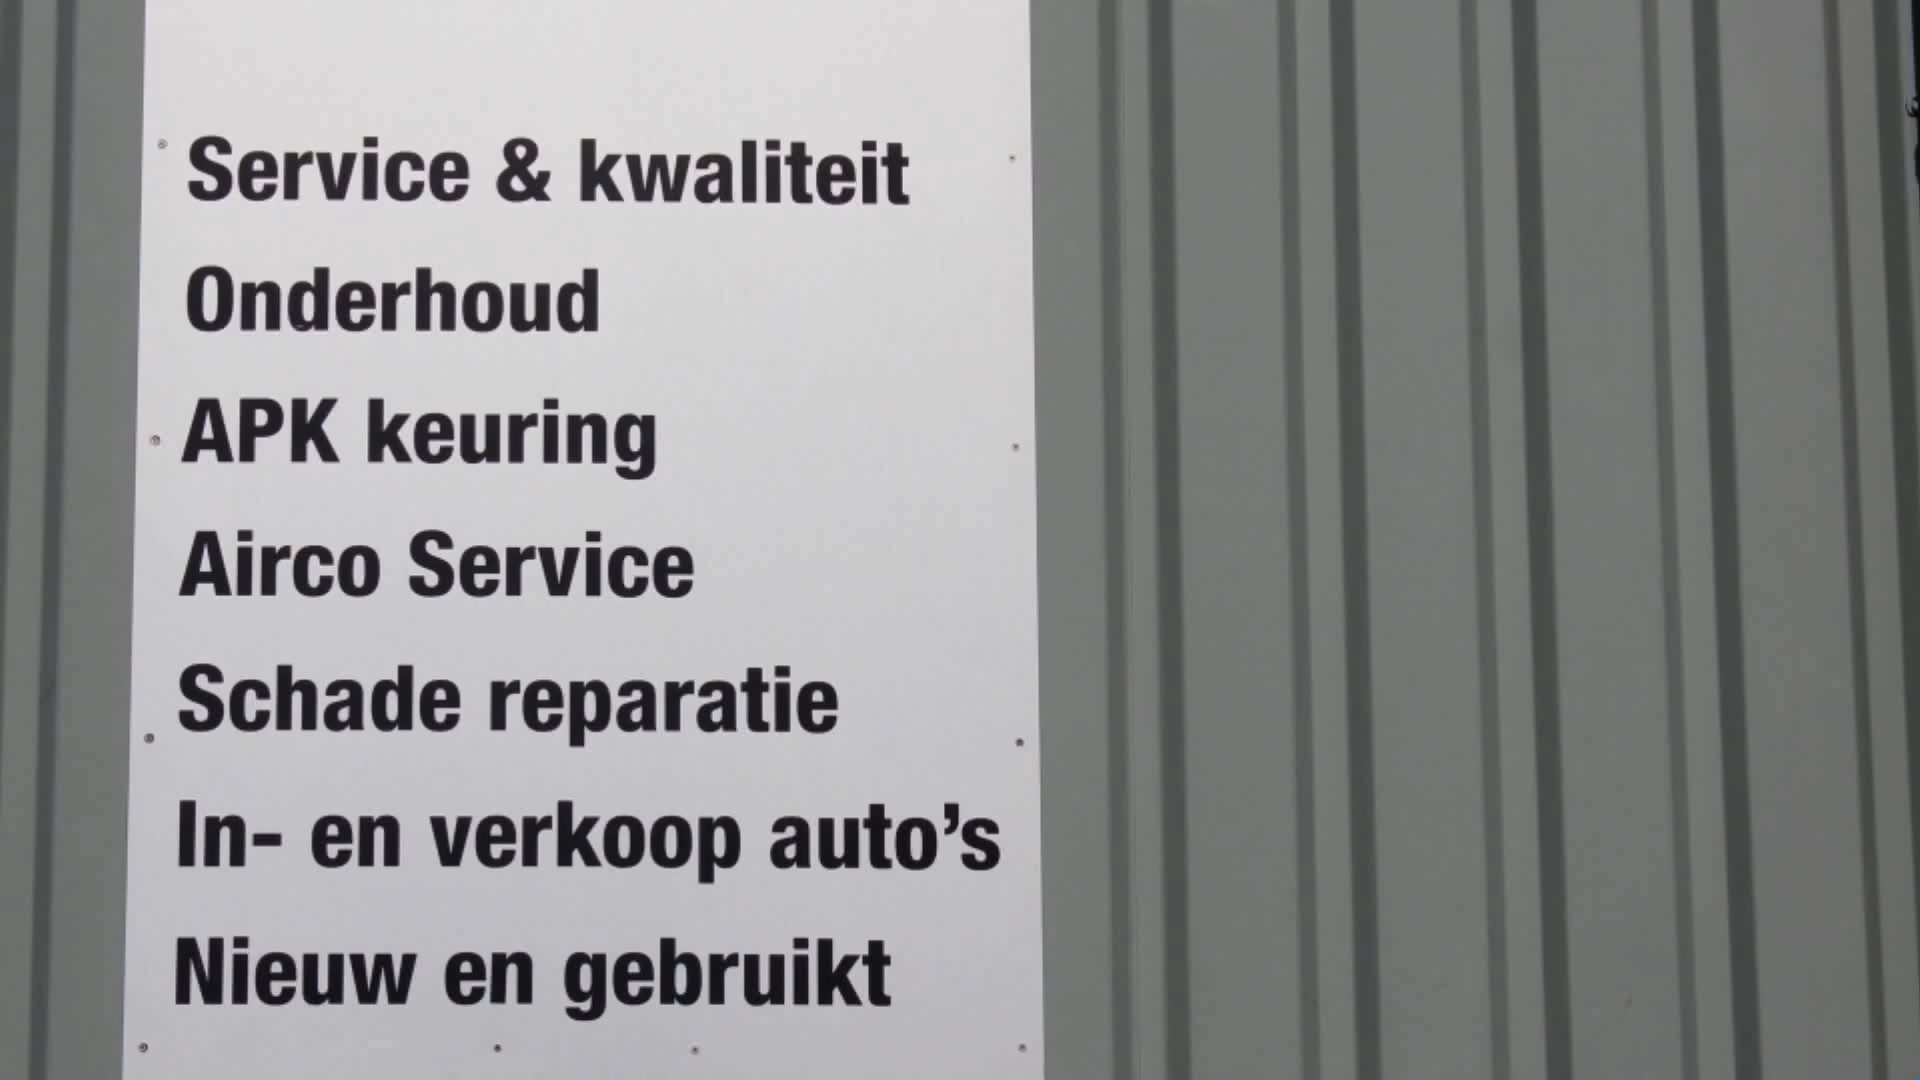 Service & kwaliteit
Onderhoud
APK keuring
Airco Service
Schade reparatie
In- en verkoop auto’s
Nieuw en gebruikt